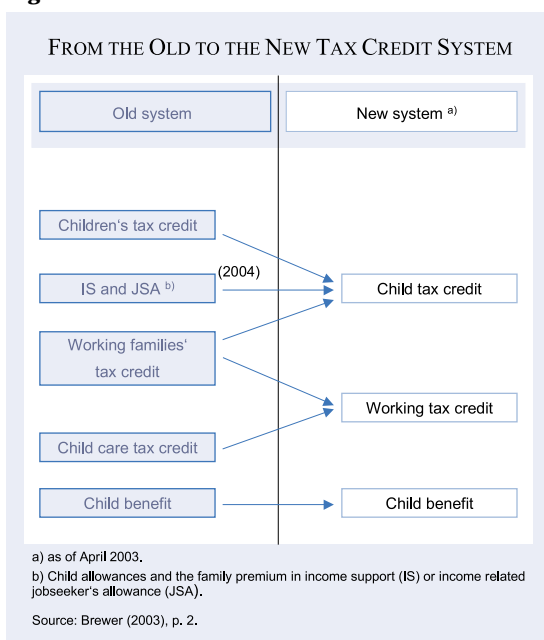 FROM THE OLD TO THE NEW TAX CREDIT SYSTEM
Old system
New system a)
Children's tax credit
(2004)
IS and JSA b)
Child tax credit
Working families'
tax credit
Working tax credit
Child care tax credit
Child benefit
Child benefit
a) as of April 2003.
b) Child allowances and the family premium in income support (IS) or income related
jobseeker's allowance (JSA).
Source: Brewer (2003), p. 2.